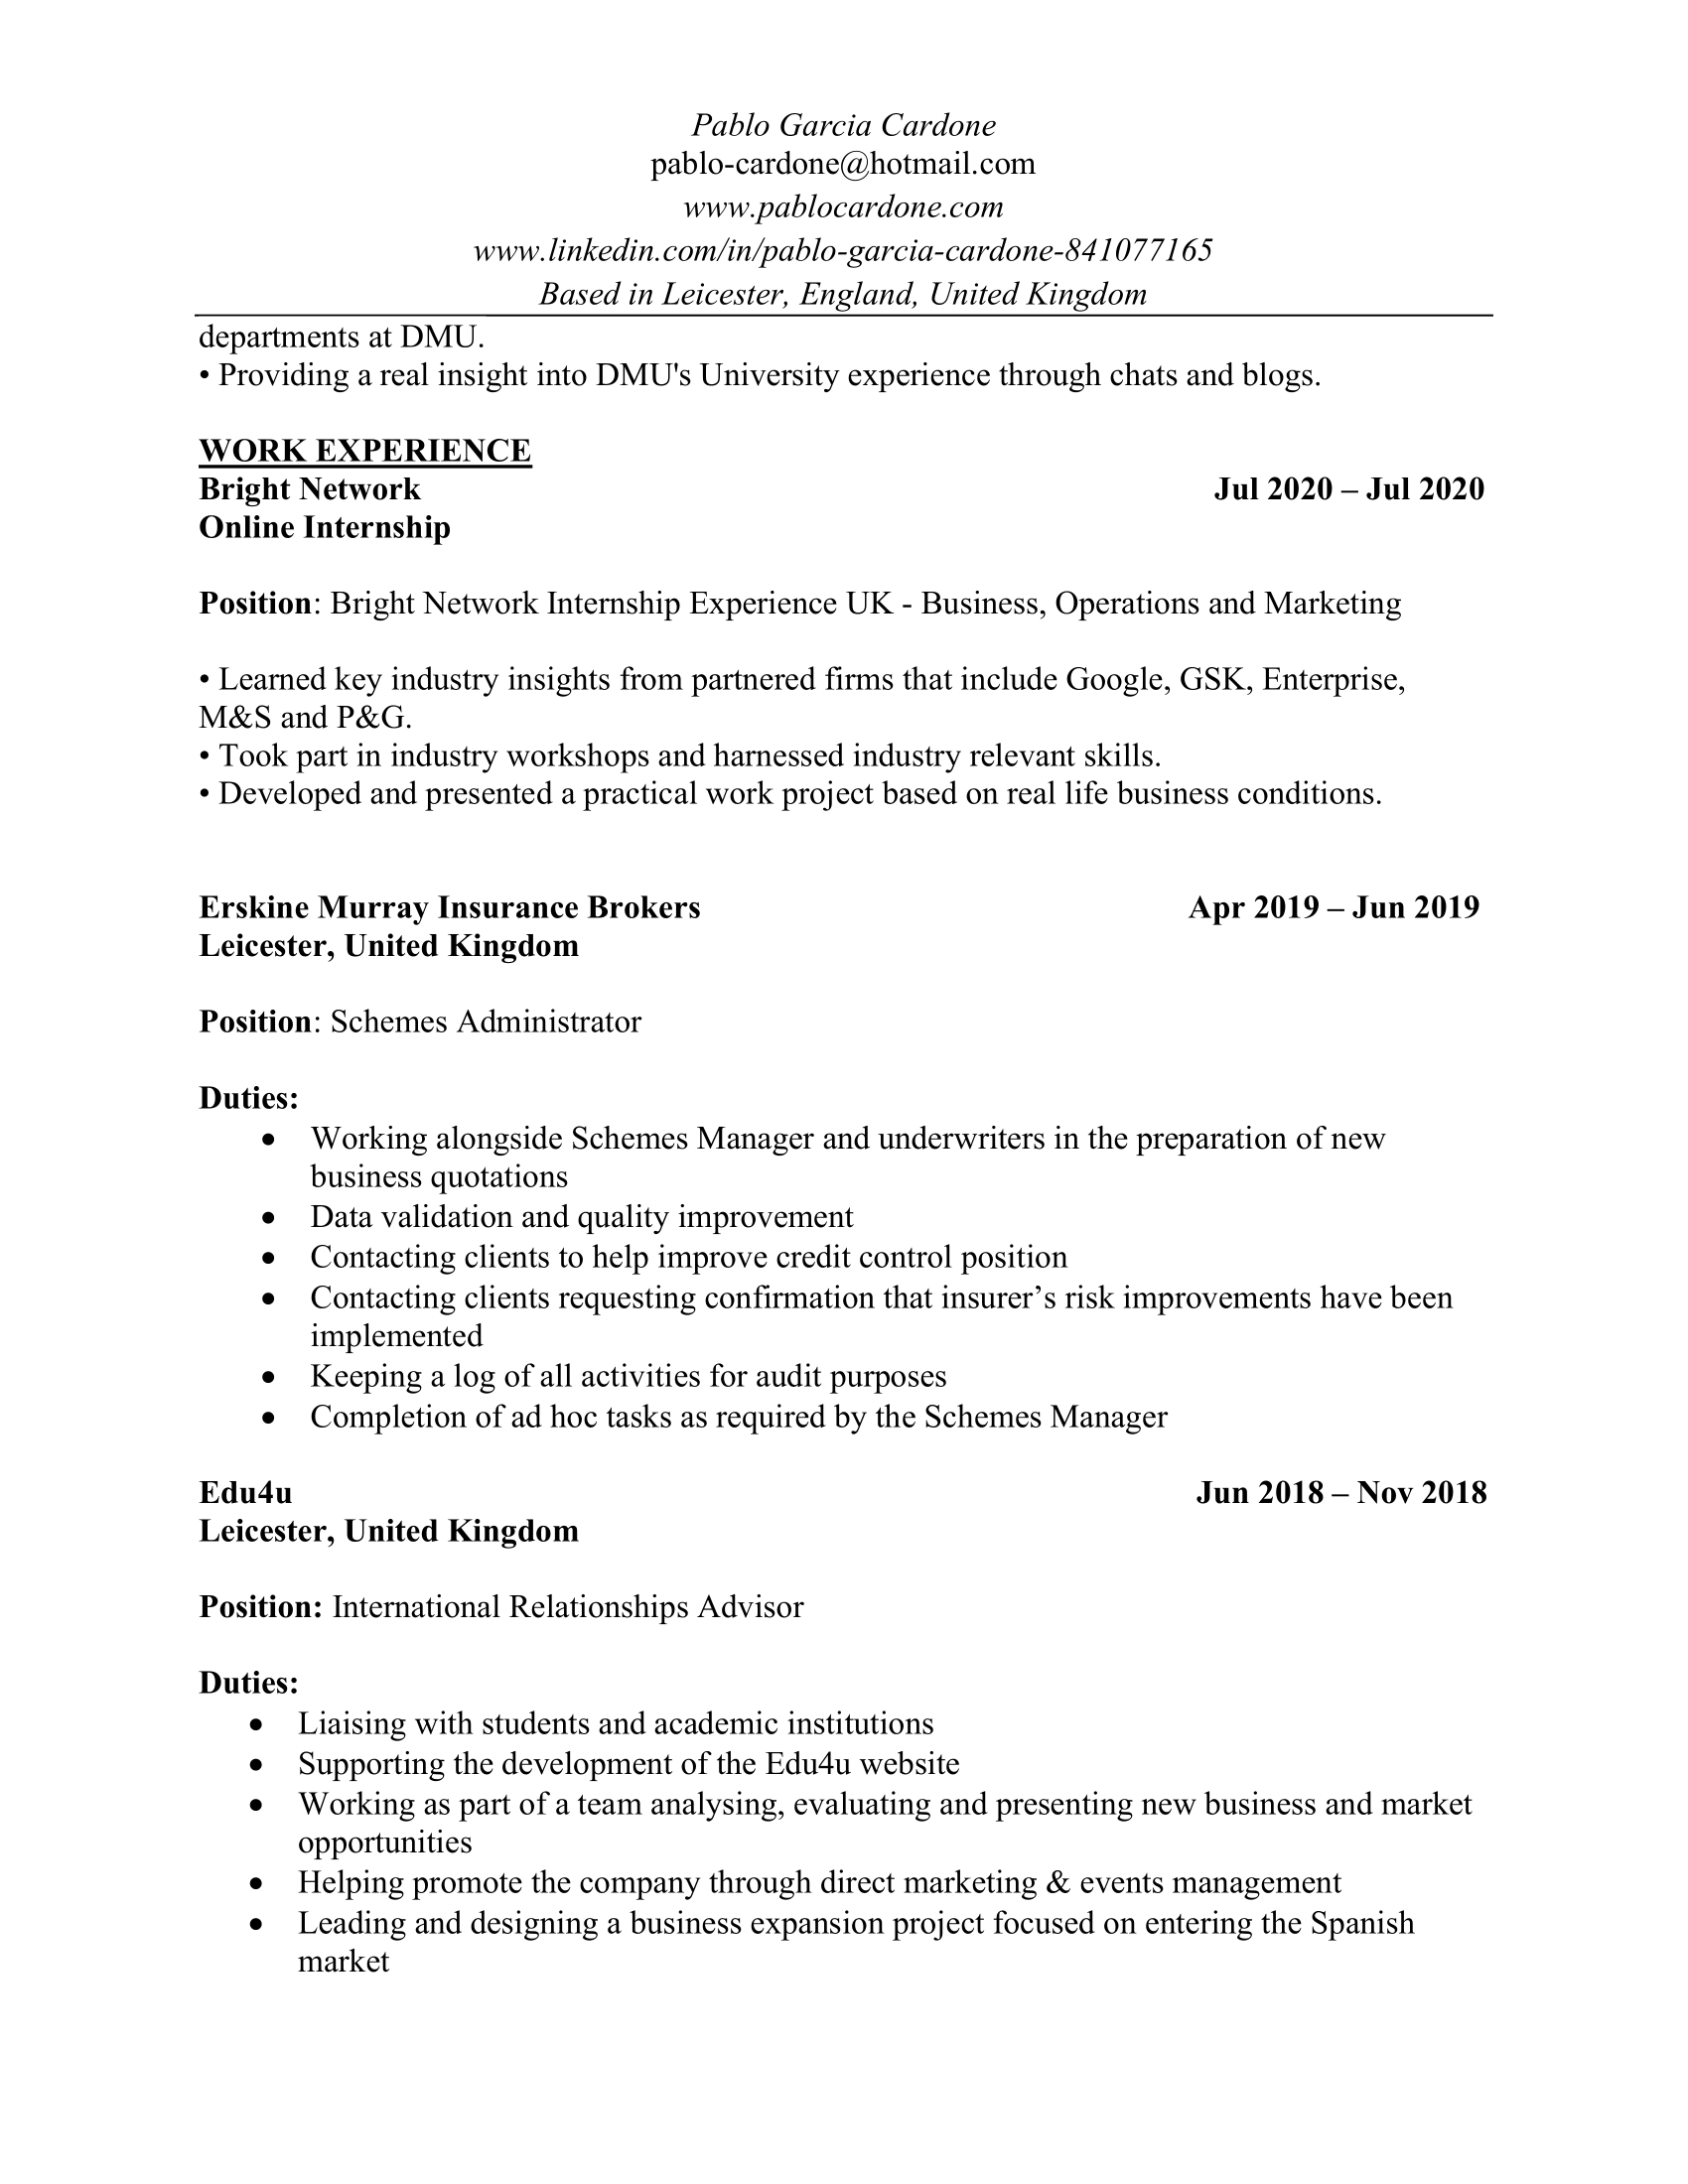 Pablo Garcia Cardone
pablo-cardone@hotmail.com
www.pablocardone.com
www.linkedin.com/in/pablo-garcia-cardone-841077165
Based in Leicester, England, United Kingdom
departments at DMU.
• Providing a real insight into DMU's University experience through chats and blogs.
WORK EXPERIENCE
Bright Network Jul 2020 – Jul 2020
Online Internship
Position: Bright Network Internship Experience UK - Business, Operations and Marketing
• Learned key industry insights from partnered firms that include Google, GSK, Enterprise,
M&S and P&G.
• Took part in industry workshops and harnessed industry relevant skills.
• Developed and presented a practical work project based on real life business conditions.
Erskine Murray Insurance Brokers Apr 2019 – Jun 2019
Leicester, United Kingdom
Position: Schemes Administrator
Duties:
• Working alongside Schemes Manager and underwriters in the preparation of new
business quotations
• Data validation and quality improvement
• Contacting clients to help improve credit control position
• Contacting clients requesting confirmation that insurer’s risk improvements have been
implemented
• Keeping a log of all activities for audit purposes
• Completion of ad hoc tasks as required by the Schemes Manager
Edu4u Jun 2018 – Nov 2018
Leicester, United Kingdom
Position: International Relationships Advisor
Duties:
• Liaising with students and academic institutions
• Supporting the development of the Edu4u website
• Working as part of a team analysing, evaluating and presenting new business and market
opportunities
• Helping promote the company through direct marketing & events management
• Leading and designing a business expansion project focused on entering the Spanish
market